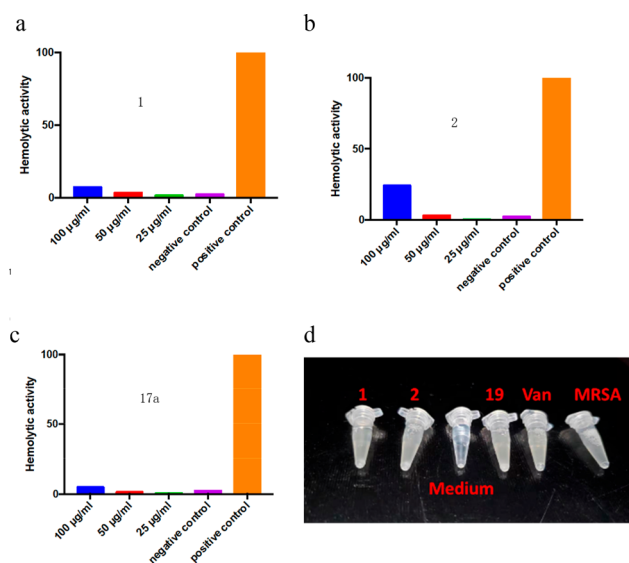 a
100
50
0
Hemolytic activity
1
100 μg/ml
50 μg/ml
25 μg/ml
negative control
positive control
b
100
50
0
Hemolytic activity
2
100 μg/ml
50 μg/ml
25 μg/ml
negative control
positive control
1
c
100
50
0
Hemolytic activity
17a
100 μg/ml
50 μg/ml
25 μg/ml
negative control
positive control
d
1 2 19 Van MRSA
Medium